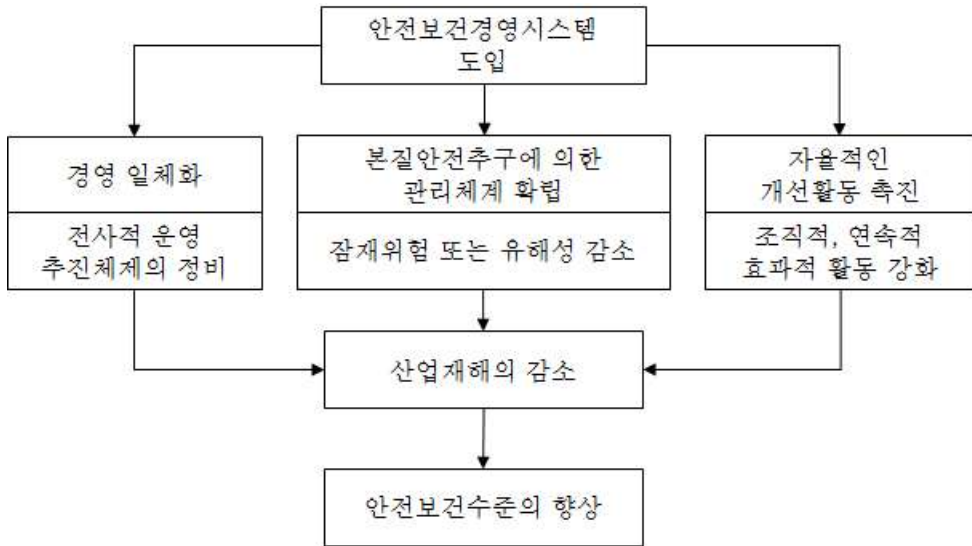 안전보건경영시스템
도입
경영 일체화
전사적 운영
추진체제의 정비
본질안전추구에 의한
관리체계 확립
잠재위험 또는 유해성 감소
자율적인
개선활동 촉진
조직적, 연속적
효과적 활동 강화
산업재해의 감소
안전보건수준의 향상